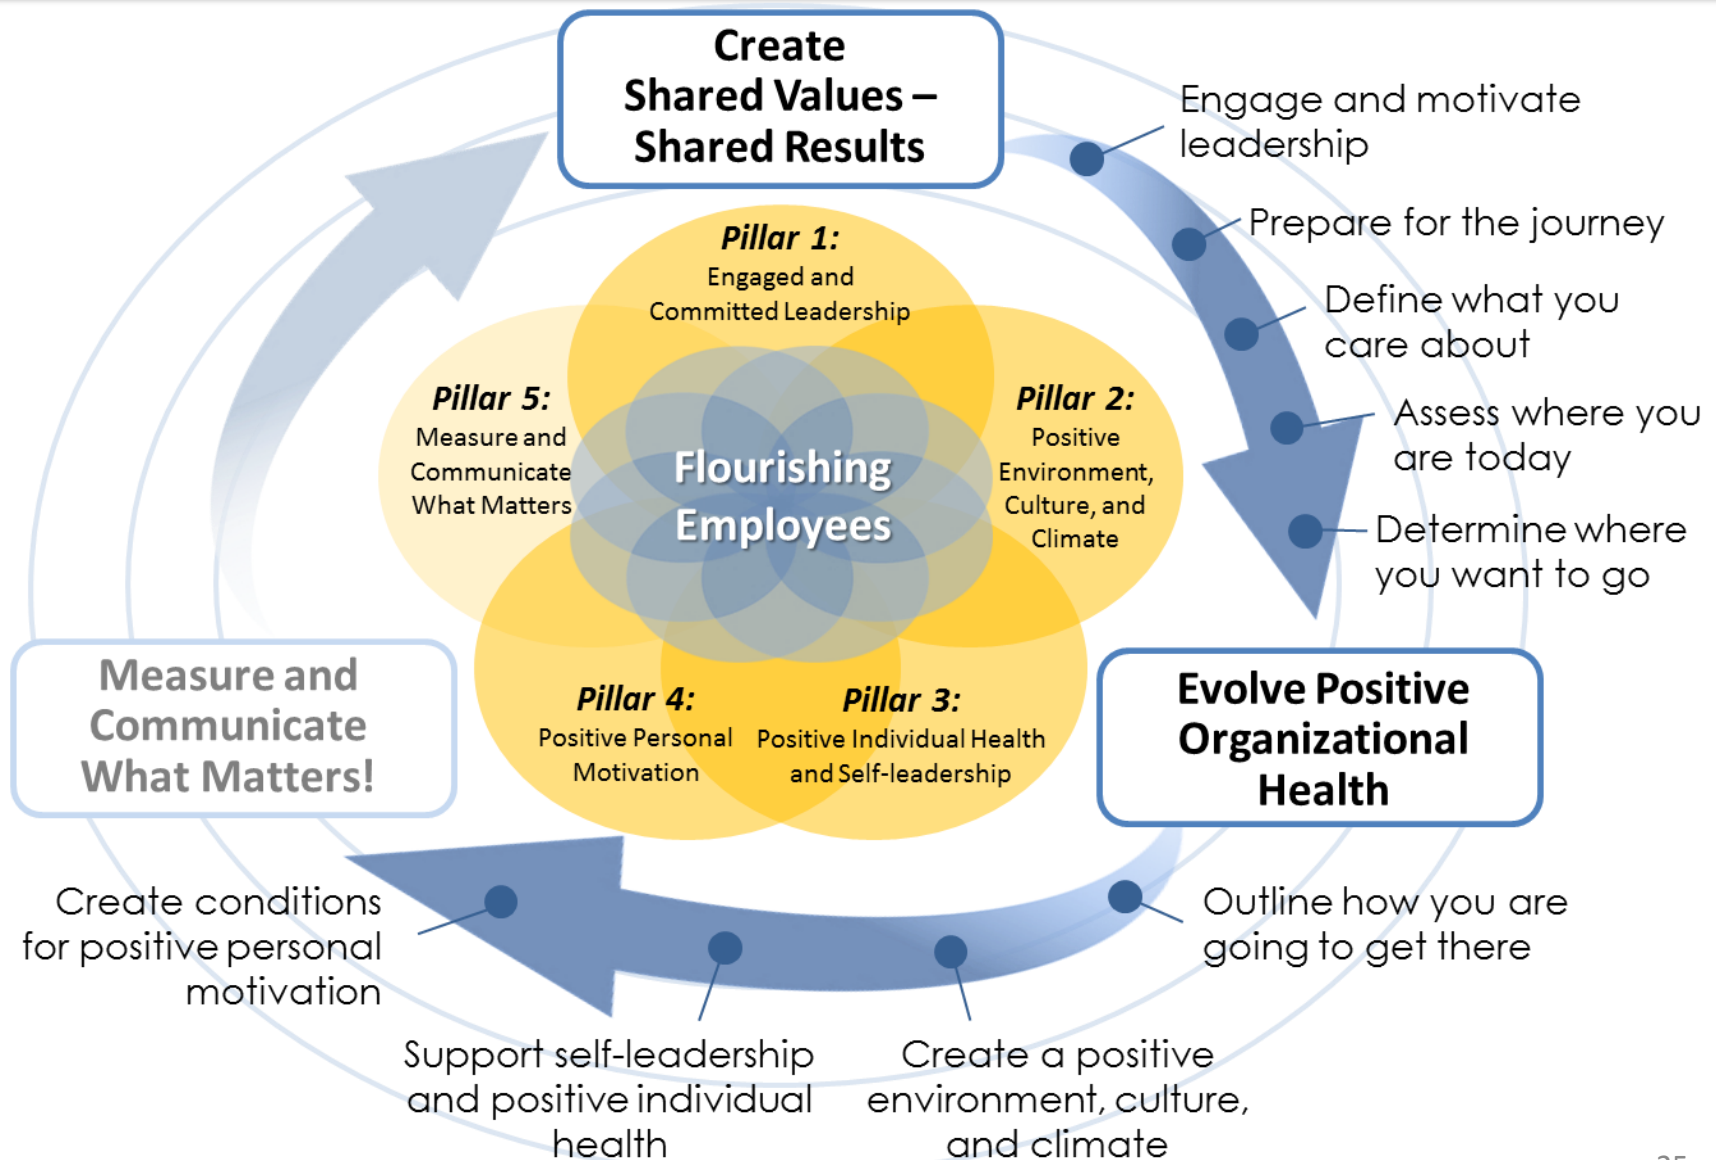 Create
Shared Values –
Shared Results
Engage and motivate
leadership
Prepare for the journey
Define what you
care about
Assess where you
are today
Determine where
you want to go
Pillar 1:
Engaged and
Committed Leadership
Pillar 2:
Positive
Environment,
Culture, and
Climate
Pillar 3:
Positive Individual Health
and Self-leadership
Pillar 4:
Positive Personal
Motivation
Pillar 5:
Measure and
Communicate
What Matters
Flourishing
Employees
Evolve Positive
Organizational
Health
Outline how you are
going to get there
Create a positive
environment, culture,
and climate
Support self-leadership
and positive individual
health
Create conditions
for positive personal
motivation
Measure and
Communicate
What Matters!